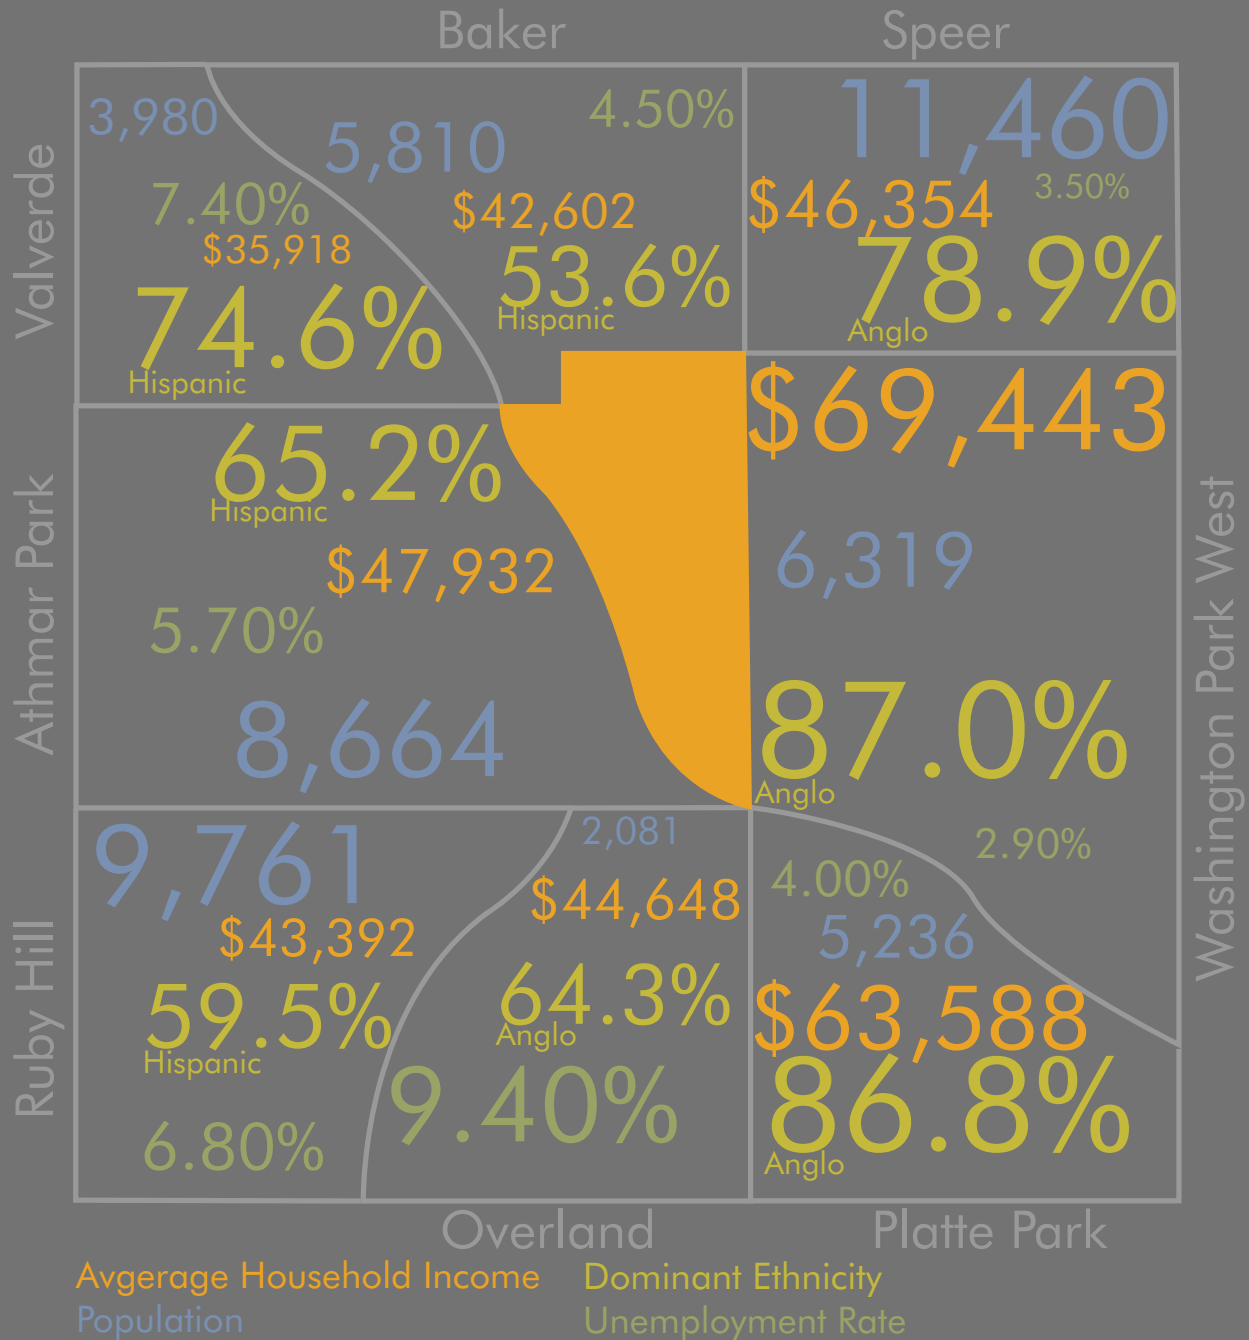 Baker
Speer
Valverde
3,980
7.40%
$35,918
74.6%
Hispanic
4.50%
5,810
$42,602
53.6%
Hispanic
11,460
$46,354
3.50%
78.9%
Anglo
Athmar Park
65.2%
Hispanic
$47,932
5.70%
8,664
$69,443
6,319
87.0%
Anglo
2.90%
Washington Park West
Ruby Hill
9,761
$43,392
59.5%
Hispanic
6.80%
2,081
$44,648
64.3%
Anglo
9.40%
4.00%
5,236
$63,588
86.8%
Anglo
Overland
Platte Park
Avgerage Household Income
Dominant Ethnicity
Population
Unemployment Rate